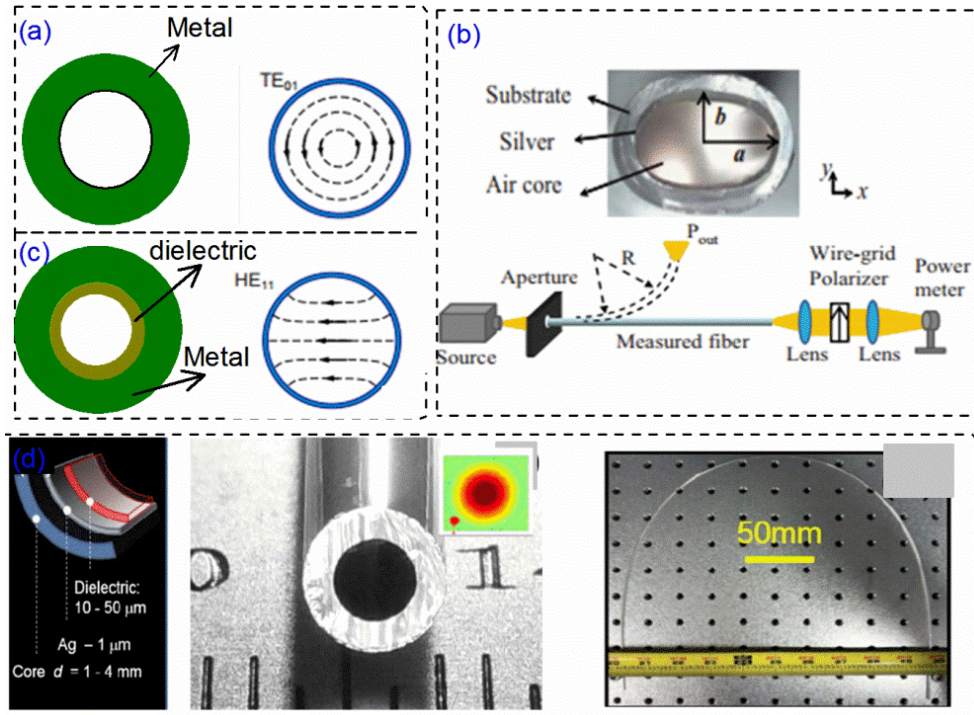 (a)
Metal
TE01
(b)
Substrate
Silver
Air core
b
a
y
x
(c)
dielectric
HE11
Metal
Pout
R
Aperture
Wire-grid
Polarizer
Power
meter
Source
Measured fiber
Lens
Lens
(d)
Dielectric:
10 - 50 μm
Ag – 1 μm
Core d = 1 - 4 mm
50mm